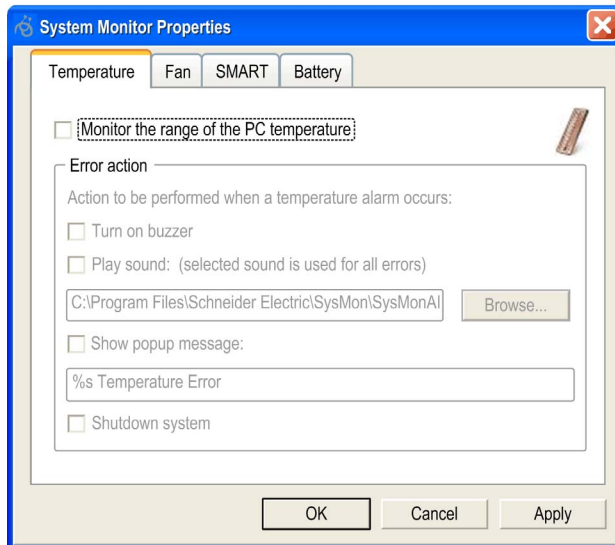 System Monitor Properties
Temperature Fan SMART Battery
Monitor the range of the PC temperature
Error action
Action to be performed when a temperature alarm occurs:
Turn on buzzer
Play sound: (selected sound is used for all errors)
C:\Program Files\Schneider Electric\SysMon\SysMonAl Browse...
Show popup message:
%s Temperature Error
Shutdown system
OK Cancel Apply